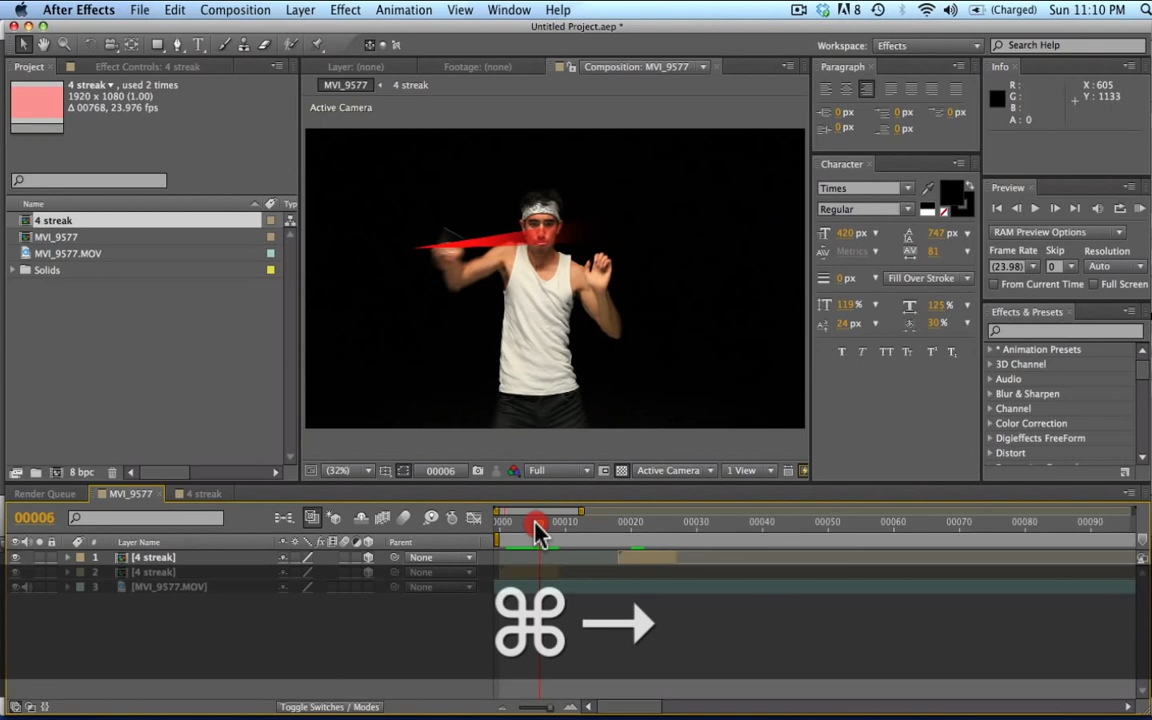 After Effects File Edit Composition Layer Effect Animation View Window Help 8 (Charged) Sun 11:10 PM
Untitled Project.aep *
Workspace: Effects Search Help
Project Effect Controls: 4 streak Layer: (none) Footage: (none) Composition: MVI_9577 Paragraph Info
4 streak, used 2 times
1920 x 1080 (1.00)
Δ 00768, 23.976 fps
MVI_9577 4 streak
Active Camera
0 px 0 px
0 px 0 px
R:
G:
B:
A: 0
X: 605
Y: 1133
Character
Times
Regular
420 px 747 px
Metrics 81
0 px Fill Over Stroke
119 % 125 %
24 px 30 %
T T TT Tт T¹ T₁
Preview
RAM Preview Options
Frame Rate Skip Resolution
(23.98) 0 Auto
From Current Time Full Screen
Effects & Presets
* Animation Presets
3D Channel
Audio
Blur & Sharpen
Channel
Color Correction
Digieffects FreeForm
Distort
Name Typ
4 streak
MVI_9577
MVI_9577.MOV
Solids
8 bpc
(32%) 00006 Full Active Camera 1 View
Render Queue MVI_9577 4 streak
00006
0000 00010 00020 00030 00040 00050 00060 00070 00080 00090
# Layer Name Parent
1 [4 streak] None
2 [4 streak] None
3 [MVI_9577.MOV] None
⌘ →
Toggle Switches / Modes